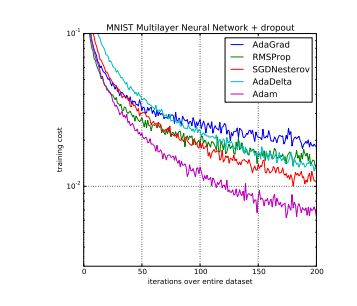 MNIST Multilayer Neural Network + dropout
10^-1
AdaGrad
RMSProp
SGDNesterov
AdaDelta
Adam
training cost
10^-2
0 50 100 150 200
iterations over entire dataset